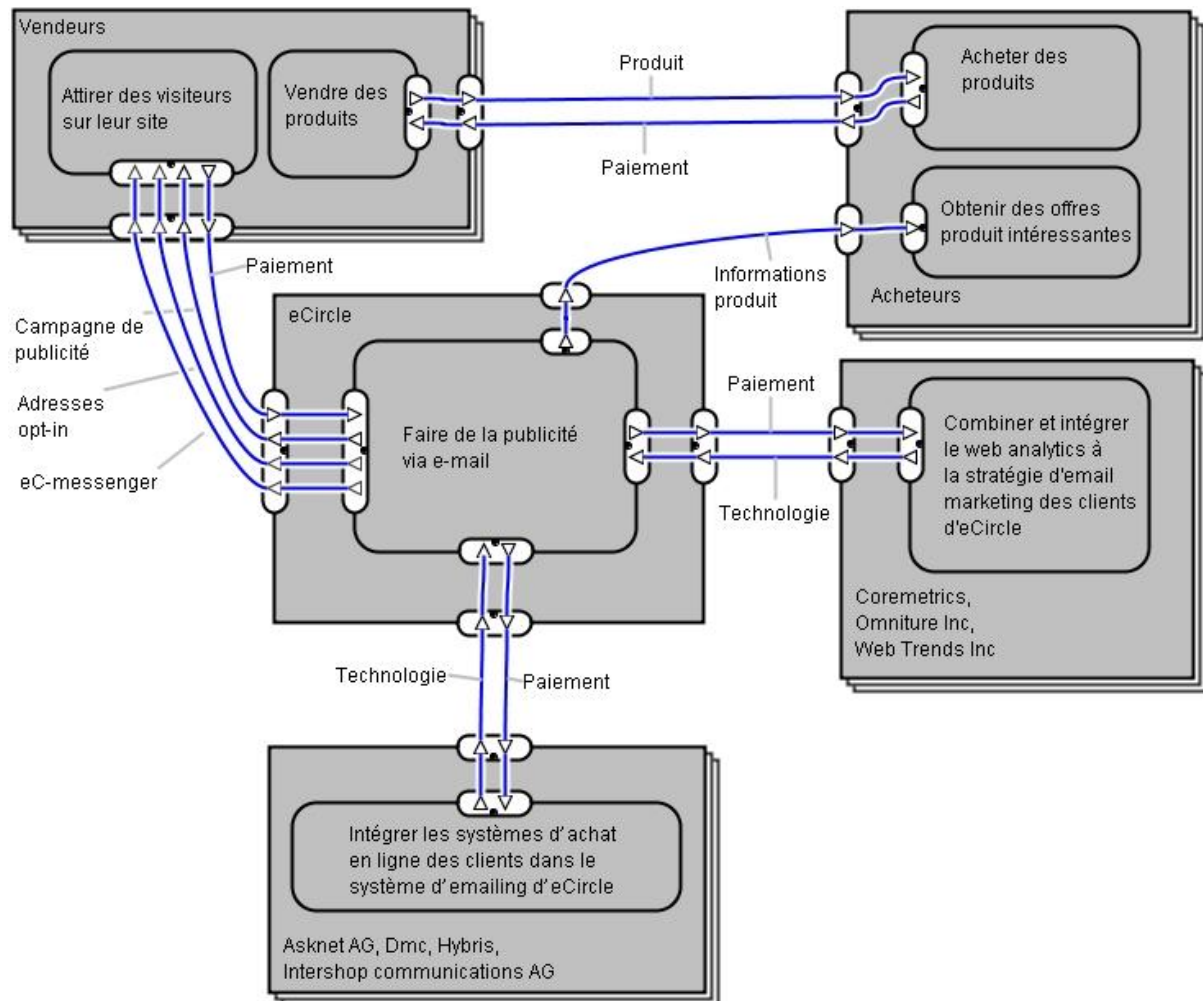 Vendeurs
Attirer des visiteurs
sur leur site
Vendre des
produits
Produit
Paiement
Acheter des
produits
Obtenir des offres
produit intéressantes
Acheteurs
Informations
produit
Paiement
Campagne de
publicité
Adresses
opt-in
eC-messenger
eCircle
Faire de la publicité
via e-mail
Paiement
Technologie
Combiner et intégrer
le web analytics à
la stratégie d'email
marketing des clients
d'eCircle
Coremetrics,
Omniture Inc,
Web Trends Inc
Technologie
Paiement
Intégrer les systèmes d'achat
en ligne des clients dans le
système d'emailing d'eCircle
Asknet AG, Dmc, Hybris,
Intershop communications AG